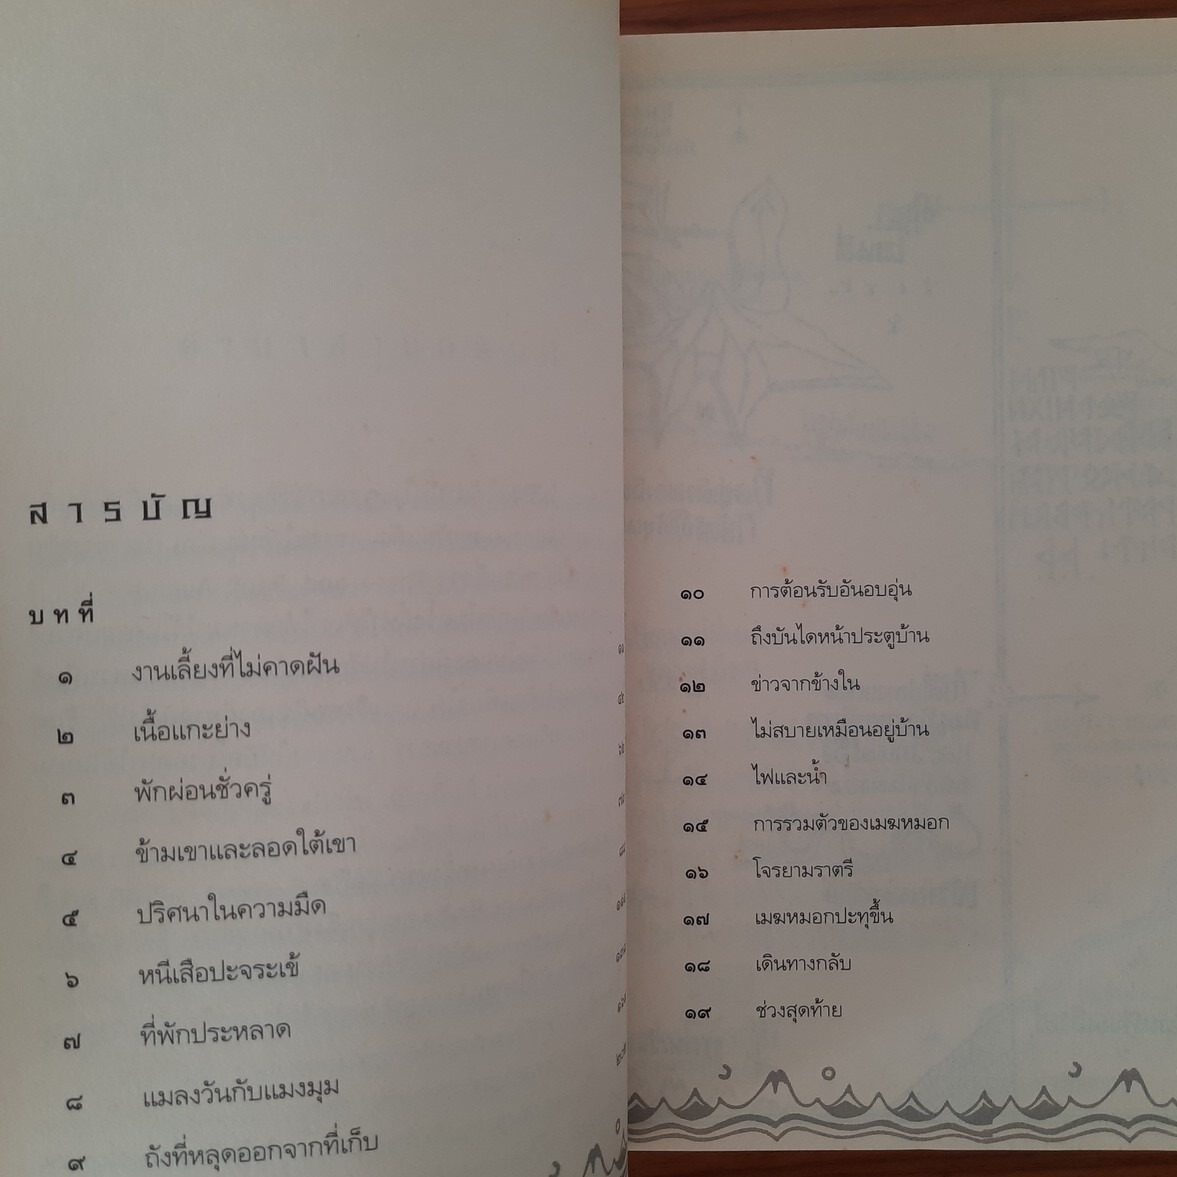 สารบัญ
บทที่
๑ งานเลี้ยงที่ไม่คาดฝัน
๒ เนื้อแกะย่าง
๓ พักผ่อนชั่วครู่
๔ ข้ามเขาและลอดใต้เขา
๕ ปริศนาในความมืด
๖ หนีเสือปะจระเข้
๗ ที่พักประหลาด
๘ แมลงวันกับแมงมุม
๙ ถังที่หลุดออกจากที่เก็บ
๑๐ การต้อนรับอันอบอุ่น
๑๑ ถึงบันไดหน้าประตูบ้าน
๑๒ ข่าวจากข้างใน
๑๓ ไม่สบายเหมือนอยู่บ้าน
๑๔ ไฟและน้ำ
๑๕ การรวมตัวของเมฆหมอก
๑๖ โจรยามราตรี
๑๗ เมฆหมอกปะทุขึ้น
๑๘ เดินทางกลับ
๑๙ ช่วงสุดท้าย